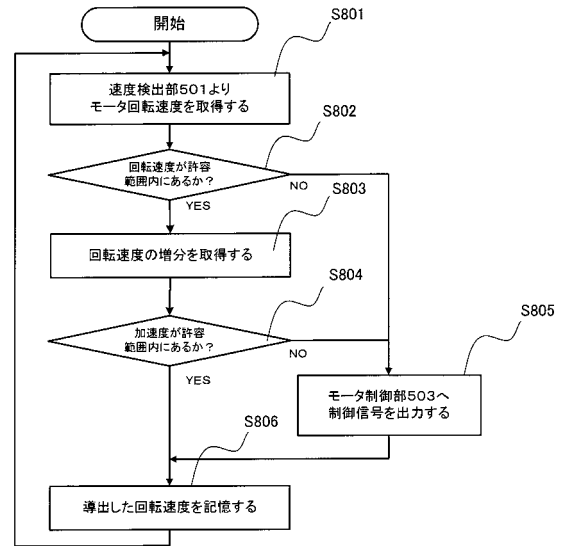 開始
S801
速度検出部501より
モータ回転速度を取得する
S802
回転速度が許容
範囲内にあるか?
NO
YES
S803
回転速度の増分を取得する
S804
加速度が許容
範囲内にあるか?
NO
YES
S805
モータ制御部503へ
制御信号を出力する
S806
導出した回転速度を記憶する